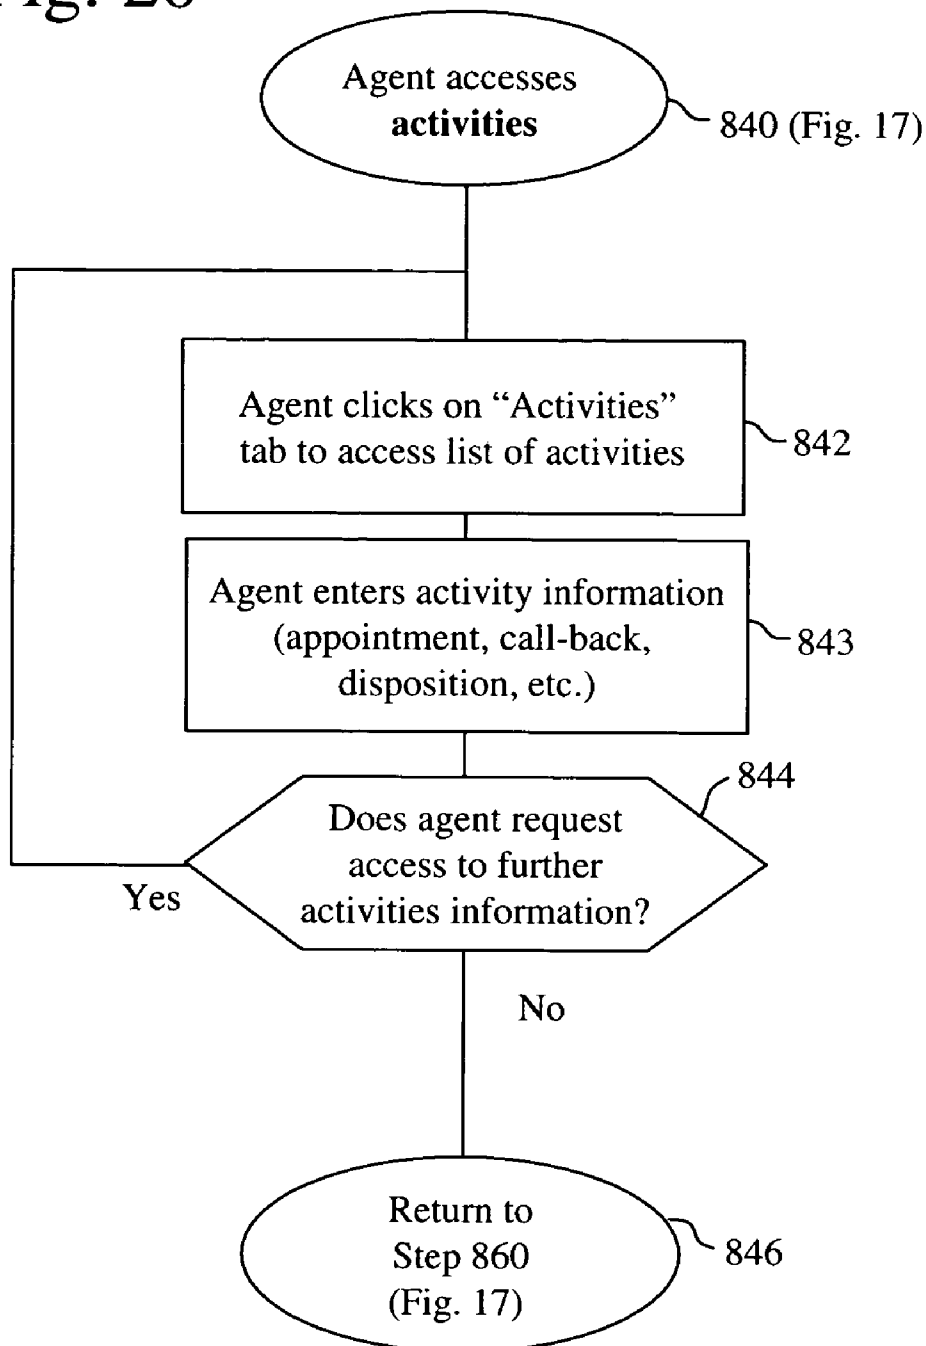 Agent accesses
activities
840 (Fig. 17)
Agent clicks on “Activities”
tab to access list of activities
842
Agent enters activity information
(appointment, call-back,
disposition, etc.)
843
844
Does agent request
access to further
activities information?
Yes
No
Return to
Step 860
(Fig. 17)
846